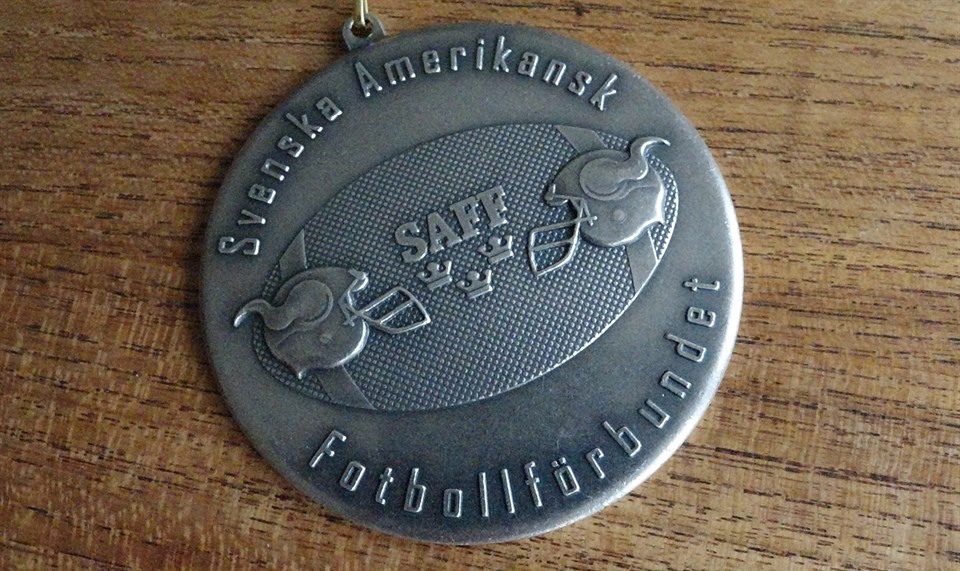 Svenska Amerikansk
SAFF
Fotbollförbundet